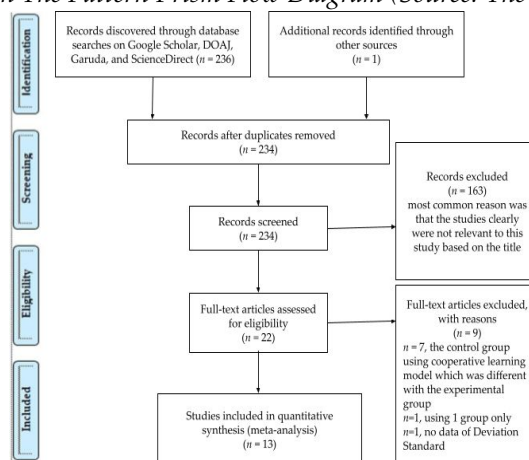 The Pattern Prism Flow Diagram (Source: The
Identification
Records discovered through database
searches on Google Scholar, DOAJ,
Garuda, and ScienceDirect (n = 236)
Additional records identified through
other sources
(n = 1)
Records after duplicates removed
(n = 234)
Screening
Records screened
(n = 234)
Records excluded
(n = 163)
most common reason was
that the studies clearly
were not relevant to this
study based on the title
Eligibility
Full-text articles assessed
for eligibility
(n = 22)
Full-text articles excluded,
with reasons
(n = 9)
n = 7, the control group
using cooperative learning
model which was different
with the experimental
group
n=1, using 1 group only
n=1, no data of Deviation
Standard
Included
Studies included in quantitative
synthesis (meta-analysis)
(n = 13)